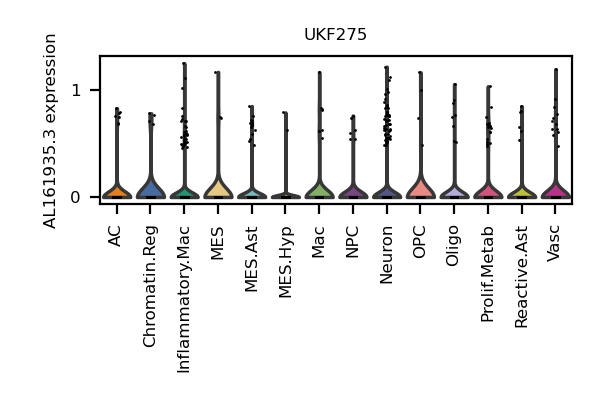 UKF275
AL161935.3 expression
1
0
AC
Chromatin.Reg
Inflammatory.Mac
MES
MES.Ast
MES.Hyp
Mac
NPC
Neuron
OPC
Oligo
Prolif.Metab
Reactive.Ast
Vasc